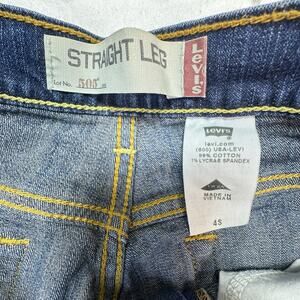 STRAIGHT LEG
Lot No. 505
Levi's
Levi's
levi.com
(800) USA-LEVI
99% COTTON
1% LYCRA® SPANDEX
MADE IN
VIETNAM
4S